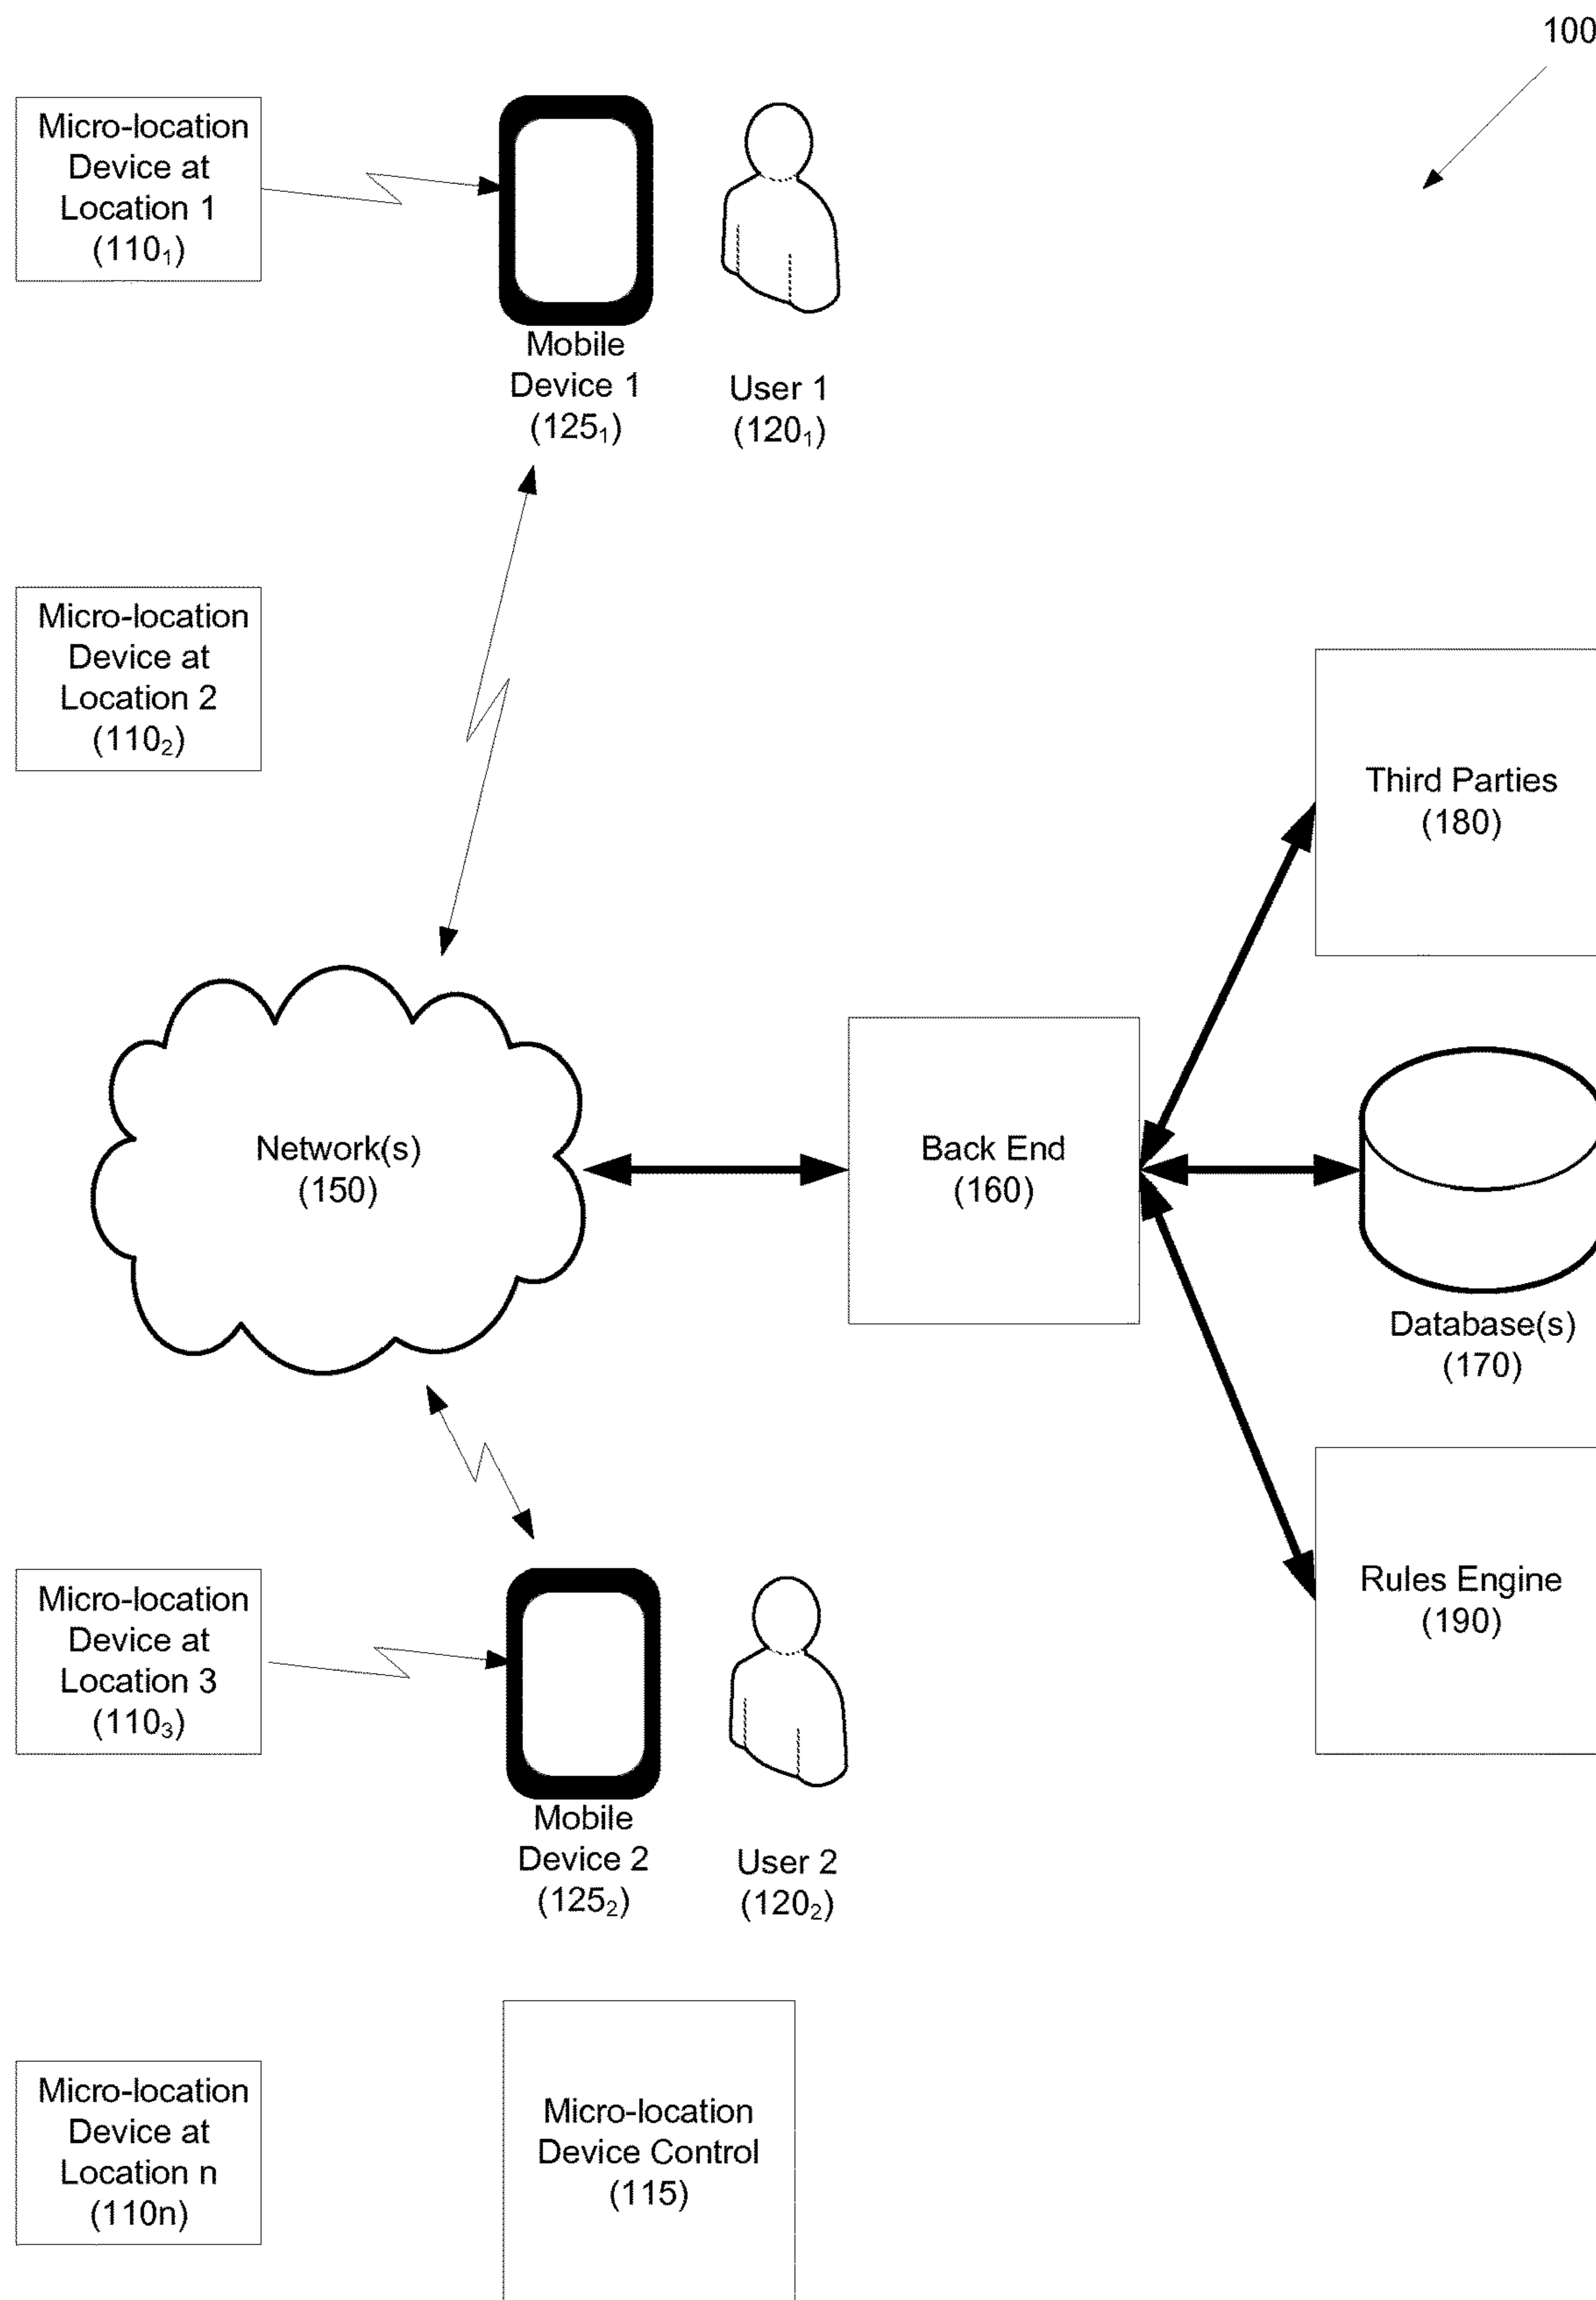 100
Micro-location
Device at
Location 1
(110₁)
Mobile
Device 1
(125₁)
User 1
(120₁)
Micro-location
Device at
Location 2
(110₂)
Third Parties
(180)
Network(s)
(150)
Back End
(160)
Database(s)
(170)
Rules Engine
(190)
Micro-location
Device at
Location 3
(110₃)
Mobile
Device 2
(125₂)
User 2
(120₂)
Micro-location
Device at
Location n
(110n)
Micro-location
Device Control
(115)